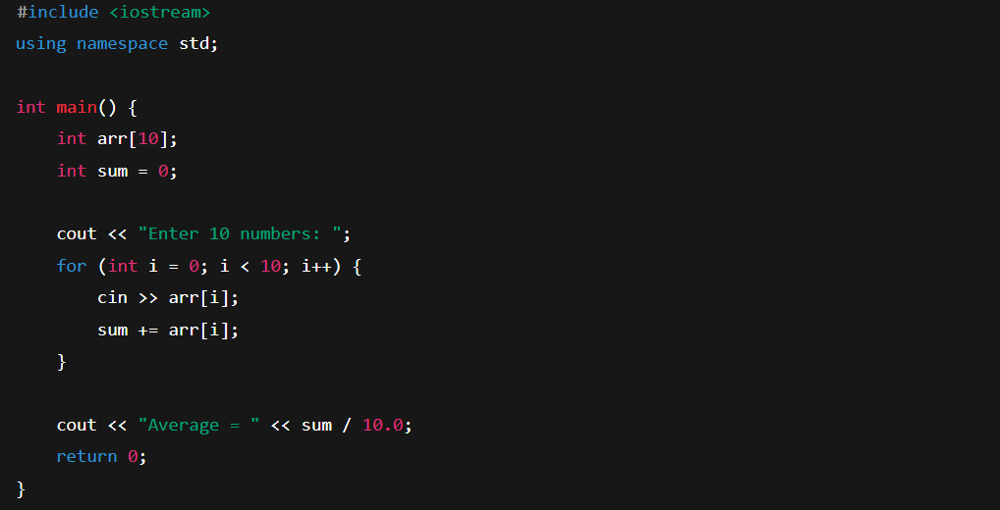 #include <iostream>
using namespace std;

int main() {
    int arr[10];
    int sum = 0;

    cout << "Enter 10 numbers: ";
    for (int i = 0; i < 10; i++) {
        cin >> arr[i];
        sum += arr[i];
    }

    cout << "Average = " << sum / 10.0;
    return 0;
}